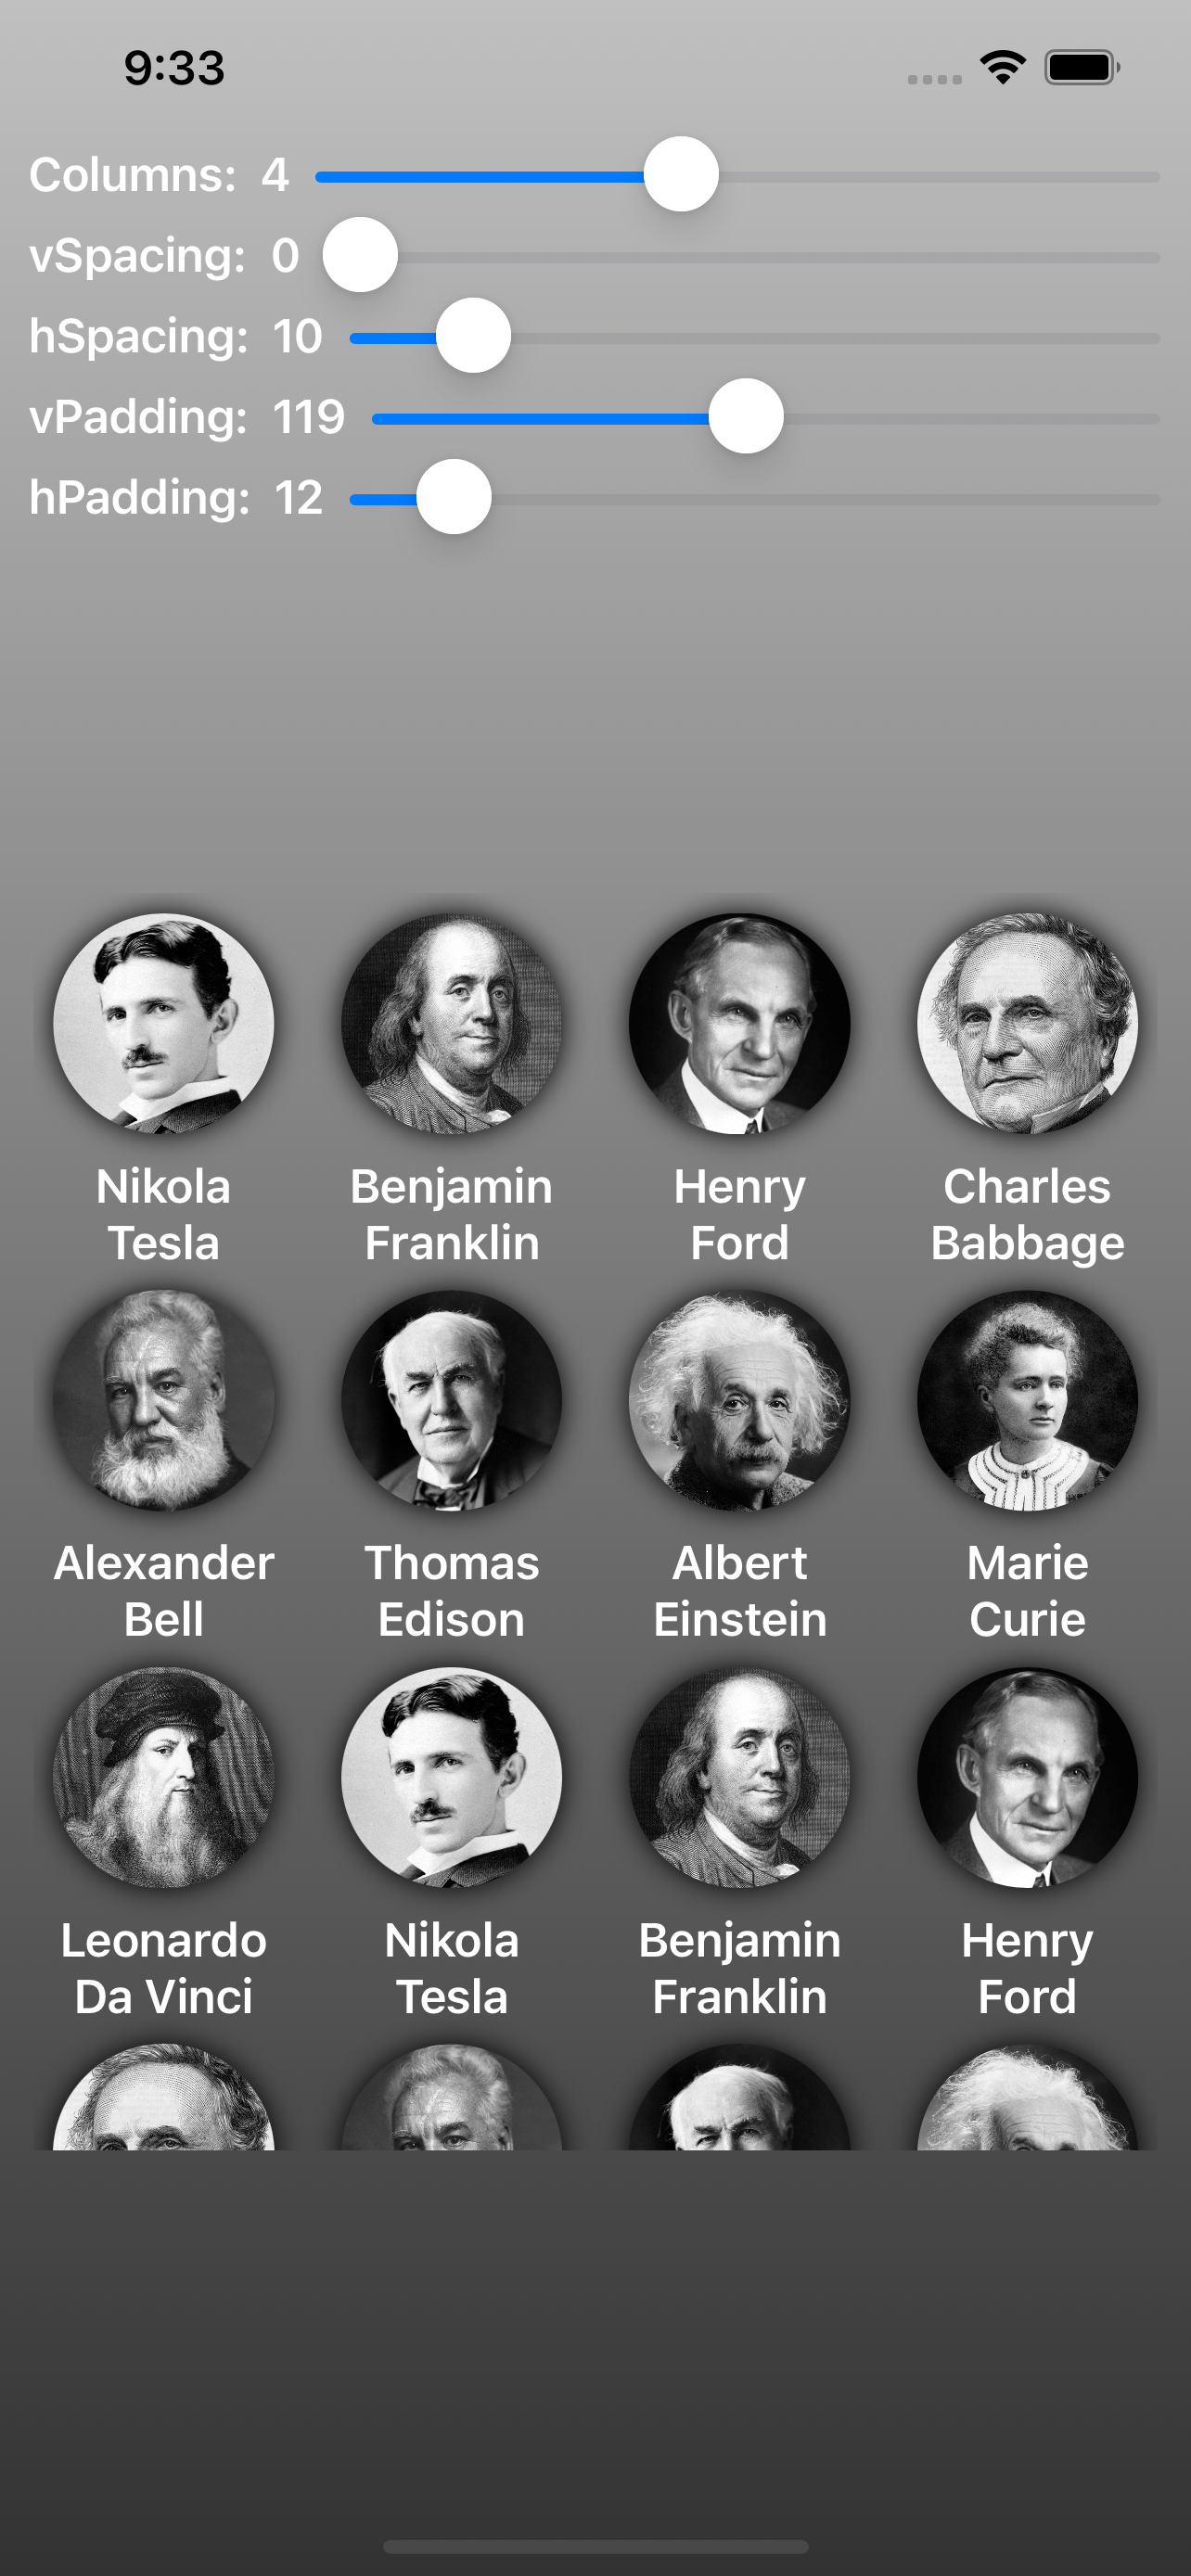 9:33
Columns: 4
vSpacing: 0
hSpacing: 10
vPadding: 119
hPadding: 12
Nikola Benjamin Henry Charles
Tesla Franklin Ford Babbage
Alexander Thomas Albert Marie
Bell Edison Einstein Curie
Leonardo Nikola Benjamin Henry
Da Vinci Tesla Franklin Ford